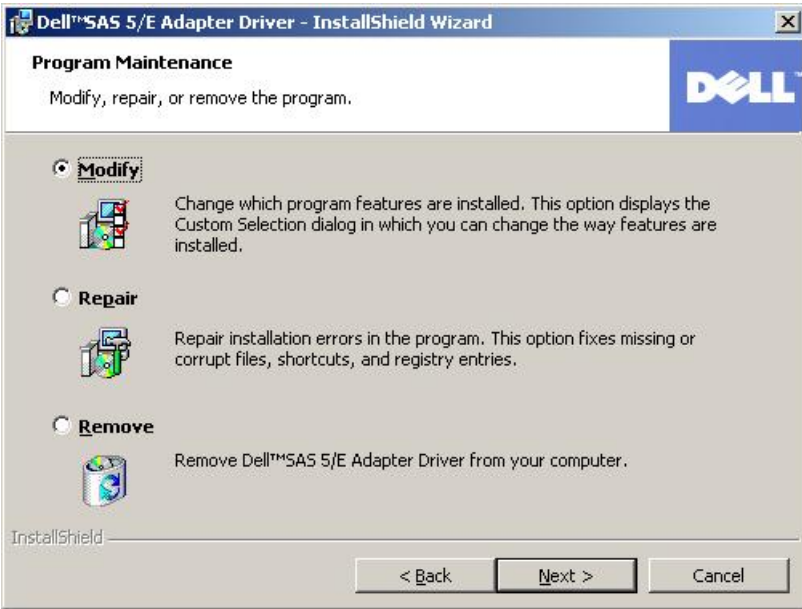 Dell™SAS 5/E Adapter Driver - InstallShield Wizard
Program Maintenance
Modify, repair, or remove the program.
DELL™
Modify
Change which program features are installed. This option displays the
Custom Selection dialog in which you can change the way features are
installed.
Repair
Repair installation errors in the program. This option fixes missing or
corrupt files, shortcuts, and registry entries.
Remove
Remove Dell™SAS 5/E Adapter Driver from your computer.
InstallShield
< Back
Next >
Cancel